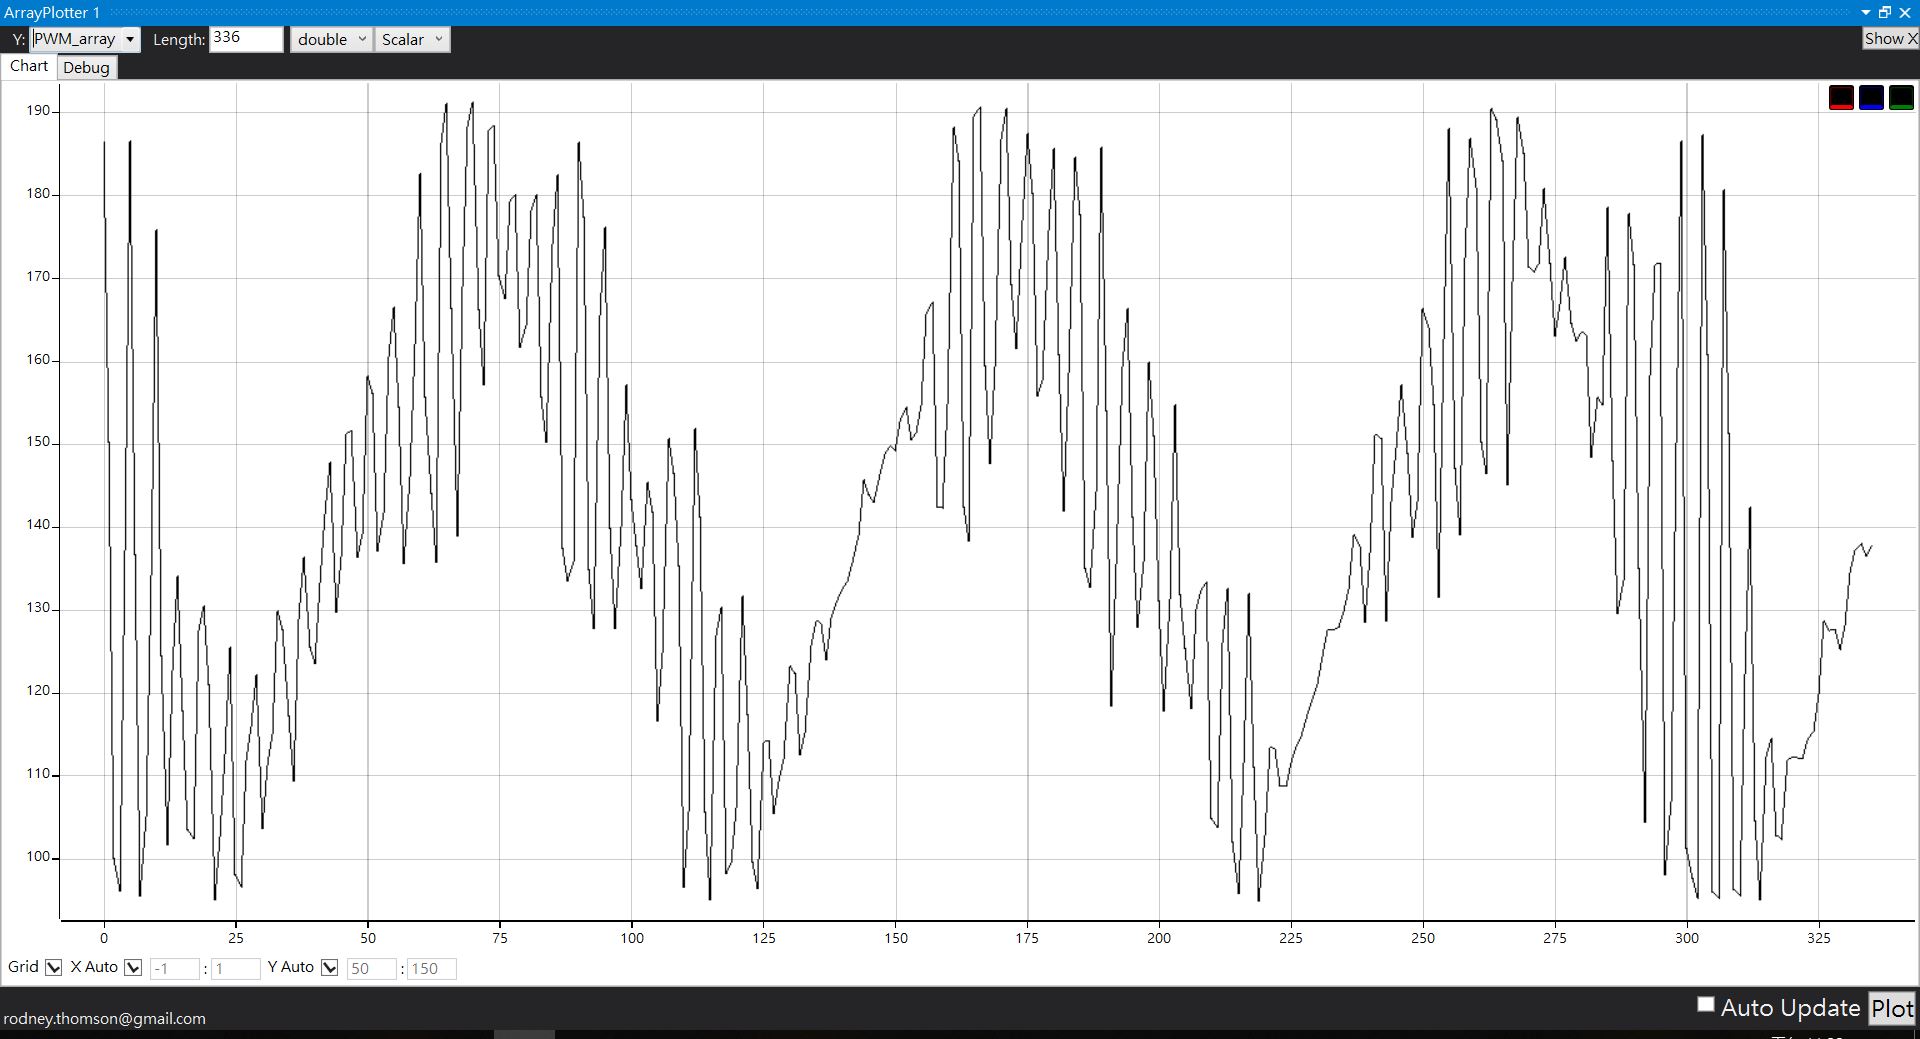 ArrayPlotter 1
Y: PWM_array Length: 336 double Scalar Show X
Chart Debug
190
180
170
160
150
140
130
120
110
100
0 25 50 75 100 125 150 175 200 225 250 275 300 325
Grid X Auto -1 : 1 Y Auto 50 : 150
Auto Update Plot
rodney.thomson@gmail.com